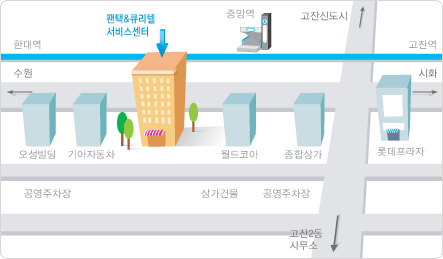 팬택&큐리텔
서비스센터
중앙역
고잔신도시
한대역
고잔역
수원
시화
오성빌딩
기아자동차
월드코아
종합상가
롯데프라자
공영주차장
상가건물
공영주차장
고잔2동
사무소